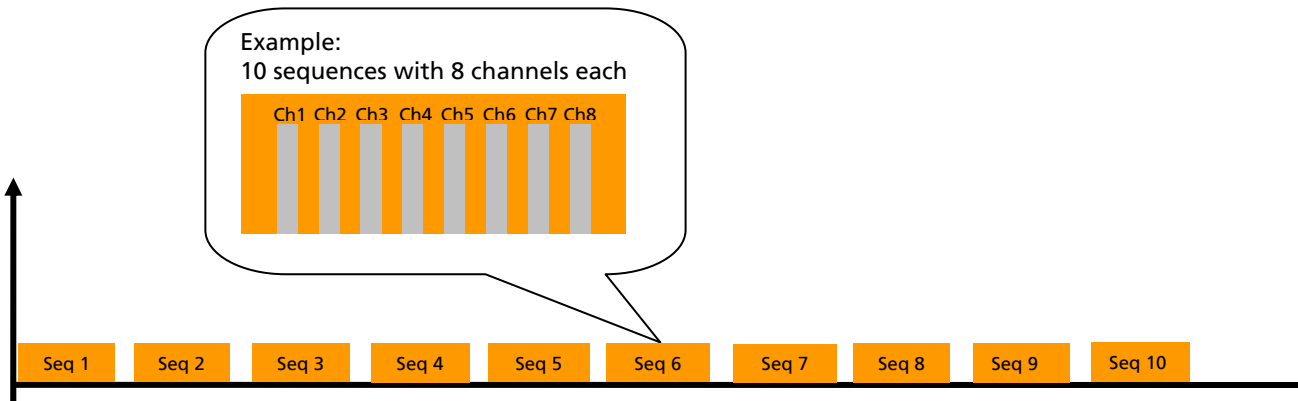 Example:
10 sequences with 8 channels each
Ch1 Ch2 Ch3 Ch4 Ch5 Ch6 Ch7 Ch8
Seq 1 Seq 2 Seq 3 Seq 4 Seq 5 Seq 6 Seq 7 Seq 8 Seq 9 Seq 10